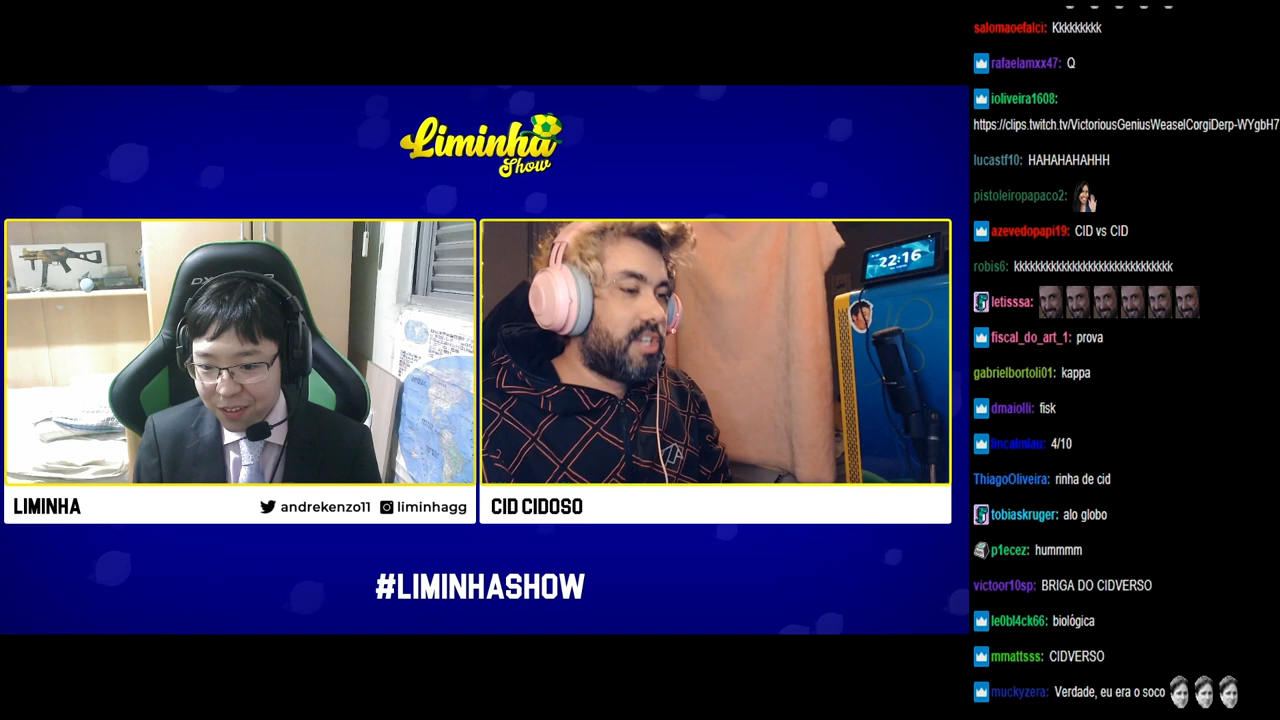 Liminha
Show
DX
22:16
LIMINHA
andrekenzo11
liminhagg
CID CIDOSO
#LIMINHASHOW
salomaoefalci: Kkkkkkkkk
rafaelamxx47: Q
ioliveira1608:
https://clips.twitch.tv/VictoriousGeniusWeaselCorgiDerp-WYgbH7
lucastf10: HAHAHAHAHHH
pistoleiropapaco2:
azevedopapi19: CID vs CID
robis6: kkkkkkkkkkkkkkkkkkkkkkkkkkkkk
letisssa:
fiscal_do_art_1: prova
gabrielbortoli01: kappa
dmaiolli: fisk
lincalmlau: 4/10
ThiagoOliveira: rinha de cid
tobiaskruger: alo globo
p1ecez: hummmm
victoor10sp: BRIGA DO CIDVERSO
le0bl4ck66: biológica
mmattsss: CIDVERSO
muckyzera: Verdade, eu era o soco